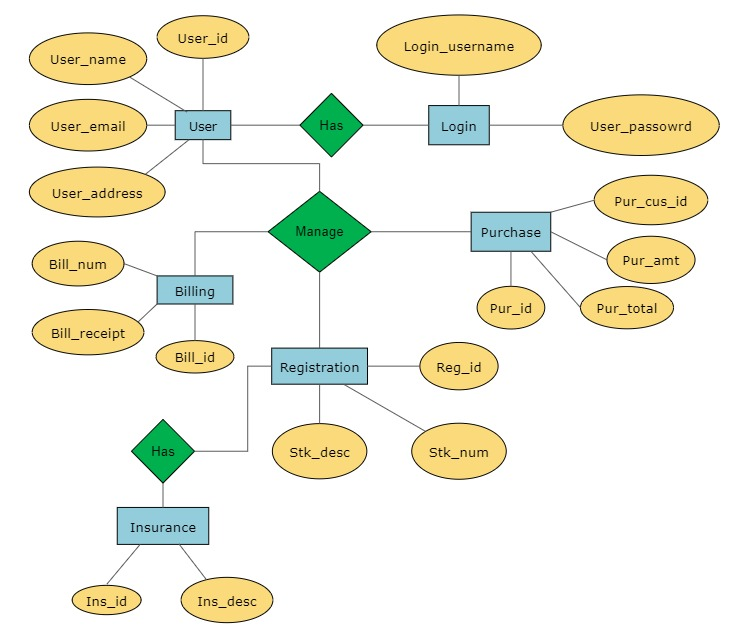 User_id
Login_username
User_name
User_email
User
Has
Login
User_passowrd
User_address
Pur_cus_id
Manage
Purchase
Bill_num
Pur_amt
Billing
Pur_id
Pur_total
Bill_receipt
Bill_id
Registration
Reg_id
Has
Stk_desc
Stk_num
Insurance
Ins_id
Ins_desc